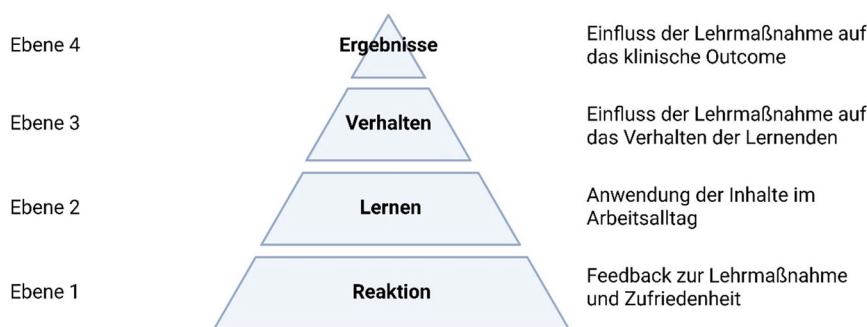 Ebene 4
Ergebnisse
Einfluss der Lehrmaßnahme auf
das klinische Outcome
Ebene 3
Verhalten
Einfluss der Lehrmaßnahme auf
das Verhalten der Lernenden
Ebene 2
Lernen
Anwendung der Inhalte im
Arbeitsalltag
Ebene 1
Reaktion
Feedback zur Lehrmaßnahme
und Zufriedenheit